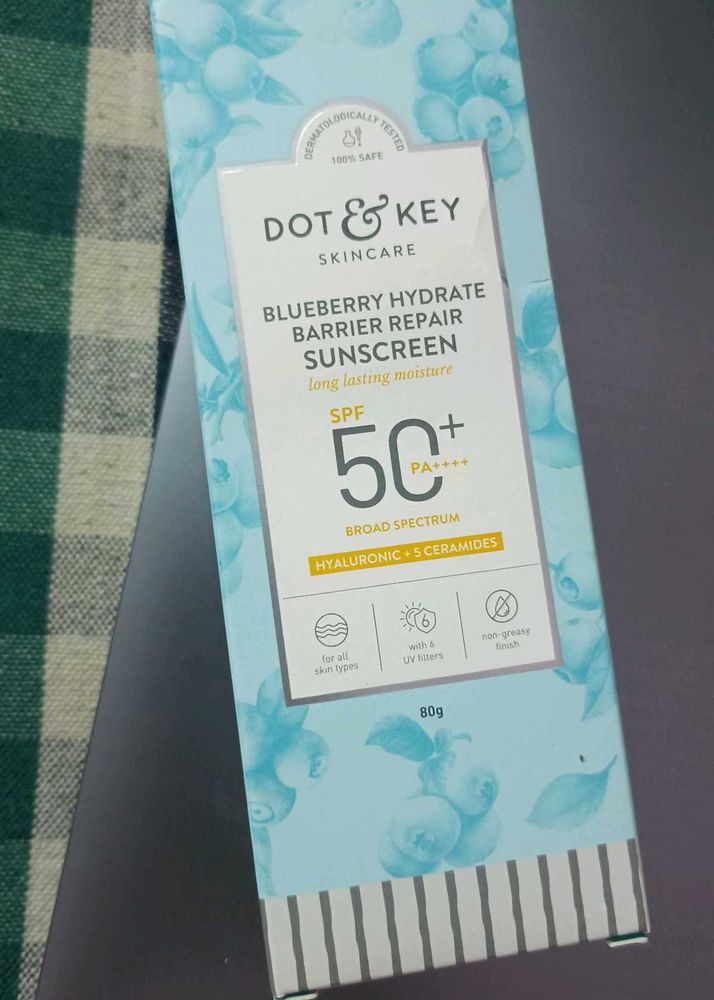 DERMATOLOGICALLY TESTED
100% SAFE
DOT & KEY
SKINCARE
BLUEBERRY HYDRATE
BARRIER REPAIR
SUNSCREEN
long lasting moisture
SPF
50+
PA++++
BROAD SPECTRUM
HYALURONIC + 5 CERAMIDES
for all
skin types
6
with 6
UV filters
non-greasy
finish
80g